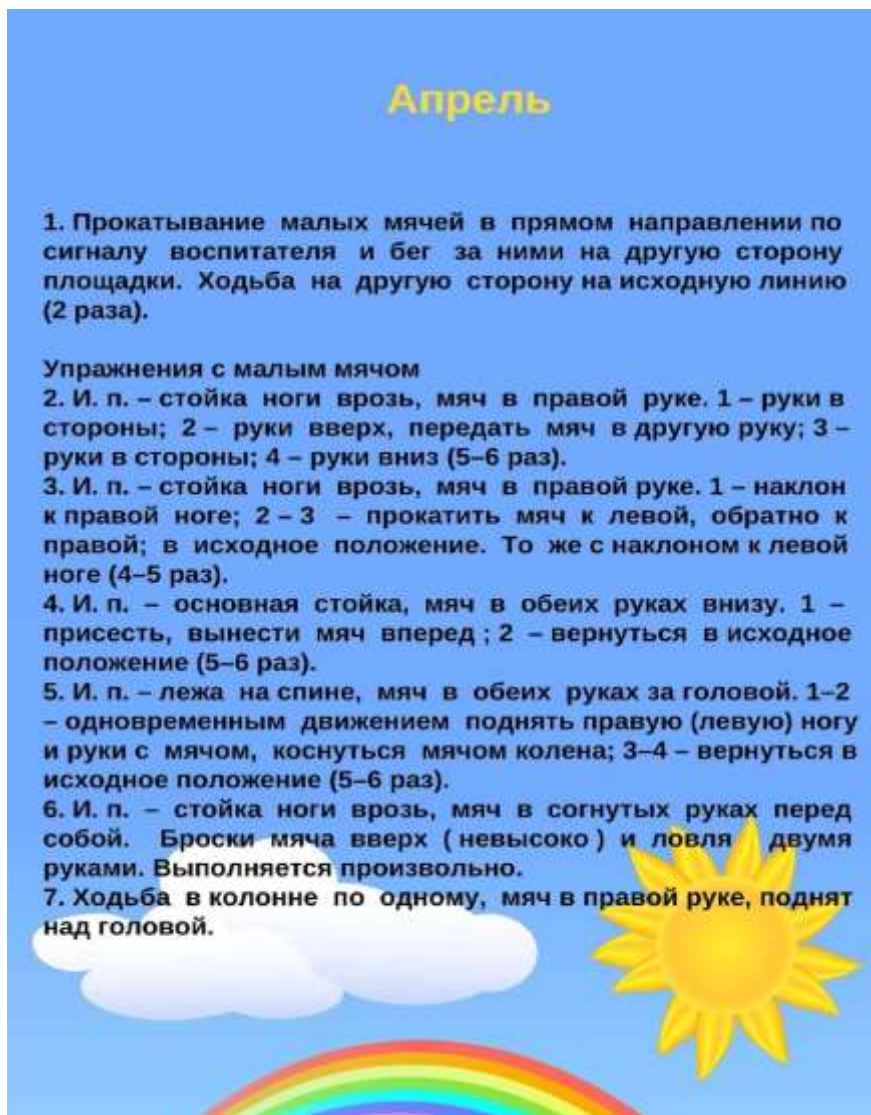 Апрель
1. Прокатывание малых мячей в прямом направлении по
сигналу воспитателя и бег за ними на другую сторону
площадки. Ходьба на другую сторону на исходную линию
(2 раза).
Упражнения с малым мячом
2. И. п. – стойка ноги врозь, мяч в правой руке. 1 – руки в
стороны; 2 – руки вверх, передать мяч в другую руку; 3 –
руки в стороны; 4 – руки вниз (5–6 раз).
3. И. п. – стойка ноги врозь, мяч в правой руке. 1 – наклон
к правой ноге; 2 – 3 – прокатить мяч к левой, обратно к
правой; в исходное положение. То же с наклоном к левой
ноге (4–5 раз).
4. И. п. – основная стойка, мяч в обеих руках внизу. 1 –
присесть, вынести мяч вперед ; 2 – вернуться в исходное
положение (5–6 раз).
5. И. п. – лежа на спине, мяч в обеих руках за головой. 1–2
– одновременным движением поднять правую (левую) ногу
и руки с мячом, коснуться мячом колена; 3–4 – вернуться в
исходное положение (5–6 раз).
6. И. п. – стойка ноги врозь, мяч в согнутых руках перед
собой. Броски мяча вверх ( невысоко ) и ловля двумя
руками. Выполняется произвольно.
7. Ходьба в колонне по одному, мяч в правой руке, поднят
над головой.